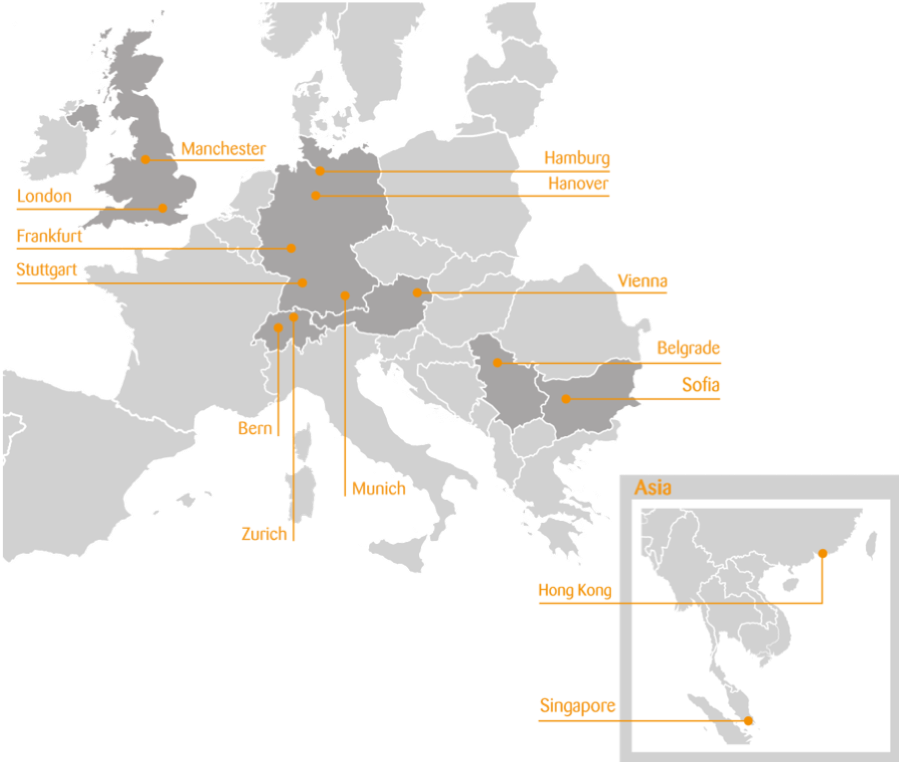 Manchester
Hamburg
Hanover
London
Frankfurt
Stuttgart
Vienna
Belgrade
Sofia
Bern
Munich
Zurich
Asia
Hong Kong
Singapore